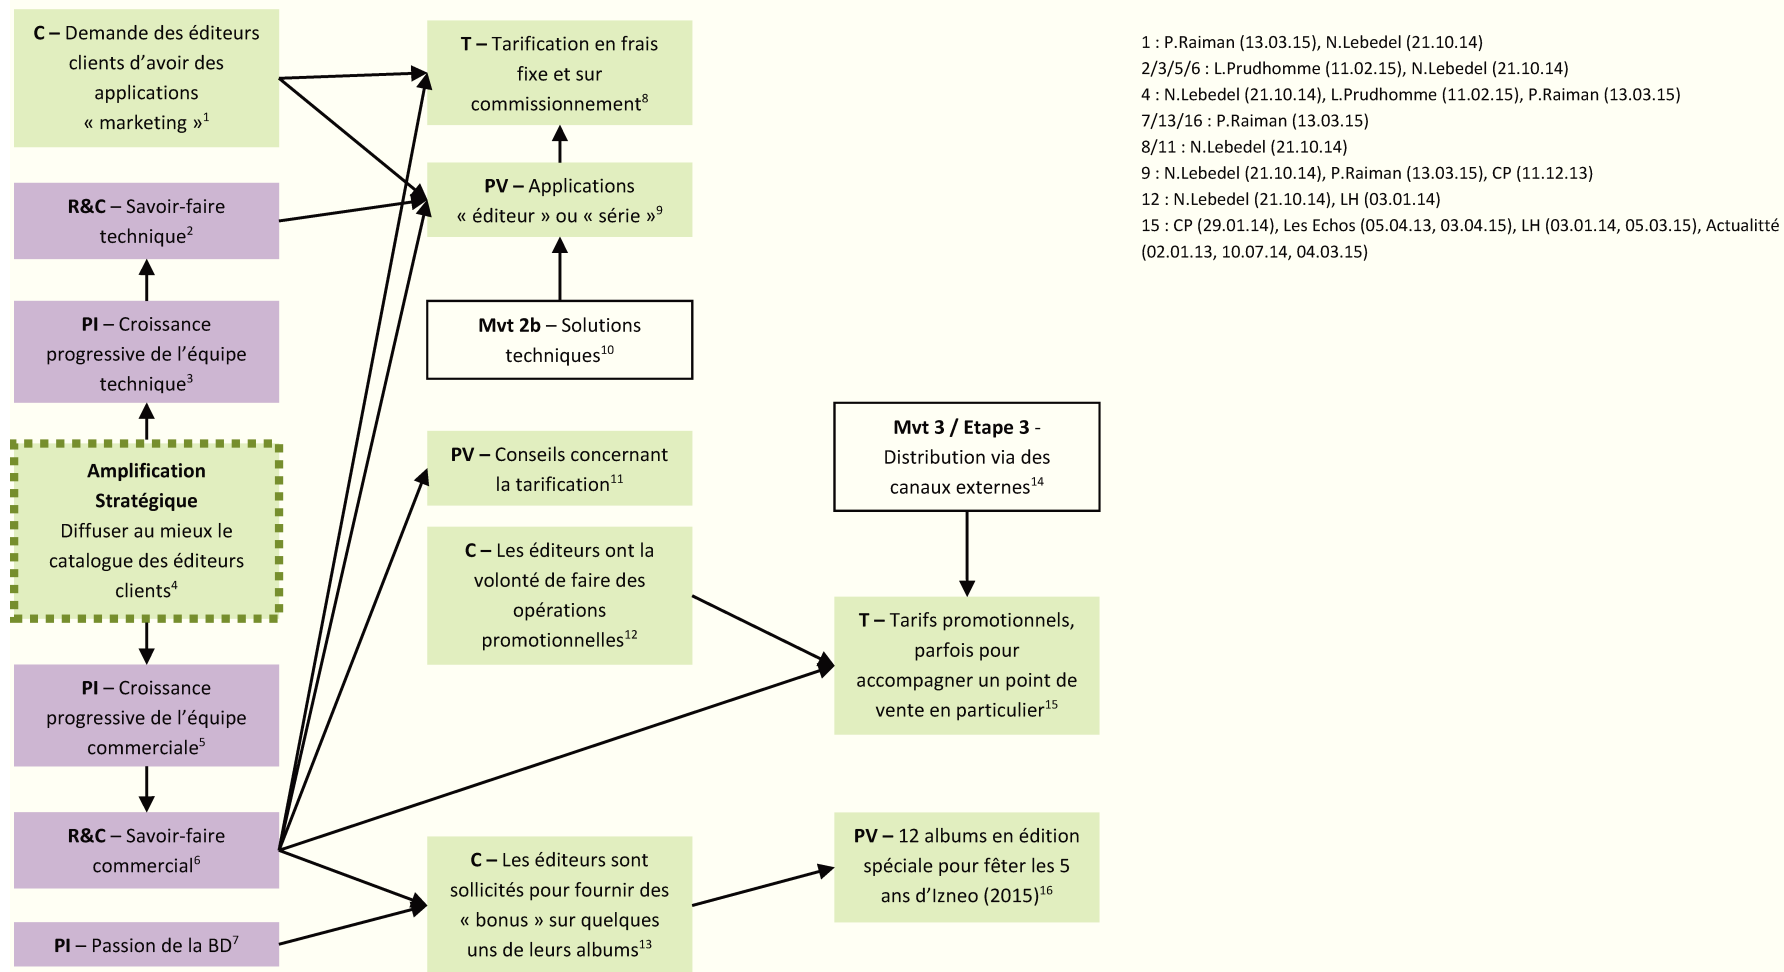 C – Demande des éditeurs
clients d’avoir des
applications
« marketing »1
R&C – Savoir-faire
technique2
PI – Croissance
progressive de l’équipe
technique3
Amplification
Stratégique
Diffuser au mieux le
catalogue des éditeurs
clients4
PI – Croissance
progressive de l’équipe
commerciale5
R&C – Savoir-faire
commercial6
PI – Passion de la BD7
T – Tarification en frais
fixe et sur
commissionnement8
PV – Applications
« éditeur » ou « série »9
Mvt 2b – Solutions
techniques10
PV – Conseils concernant
la tarification11
C – Les éditeurs ont la
volonté de faire des
opérations
promotionnelles12
C – Les éditeurs sont
sollicités pour fournir des
« bonus » sur quelques
uns de leurs albums13
Mvt 3 / Etape 3 -
Distribution via des
canaux externes14
T – Tarifs promotionnels,
parfois pour
accompagner un point de
vente en particulier15
PV – 12 albums en édition
spéciale pour fêter les 5
ans d’Izneo (2015)16
1 : P.Raiman (13.03.15), N.Lebedel (21.10.14)
2/3/5/6 : L.Prudhomme (11.02.15), N.Lebedel (21.10.14)
4 : N.Lebedel (21.10.14), L.Prudhomme (11.02.15), P.Raiman (13.03.15)
7/13/16 : P.Raiman (13.03.15)
8/11 : N.Lebedel (21.10.14)
9 : N.Lebedel (21.10.14), P.Raiman (13.03.15), CP (11.12.13)
12 : N.Lebedel (21.10.14), LH (03.01.14)
15 : CP (29.01.14), Les Echos (05.04.13, 03.04.15), LH (03.01.14, 05.03.15), Actualitté
(02.01.13, 10.07.14, 04.03.15)